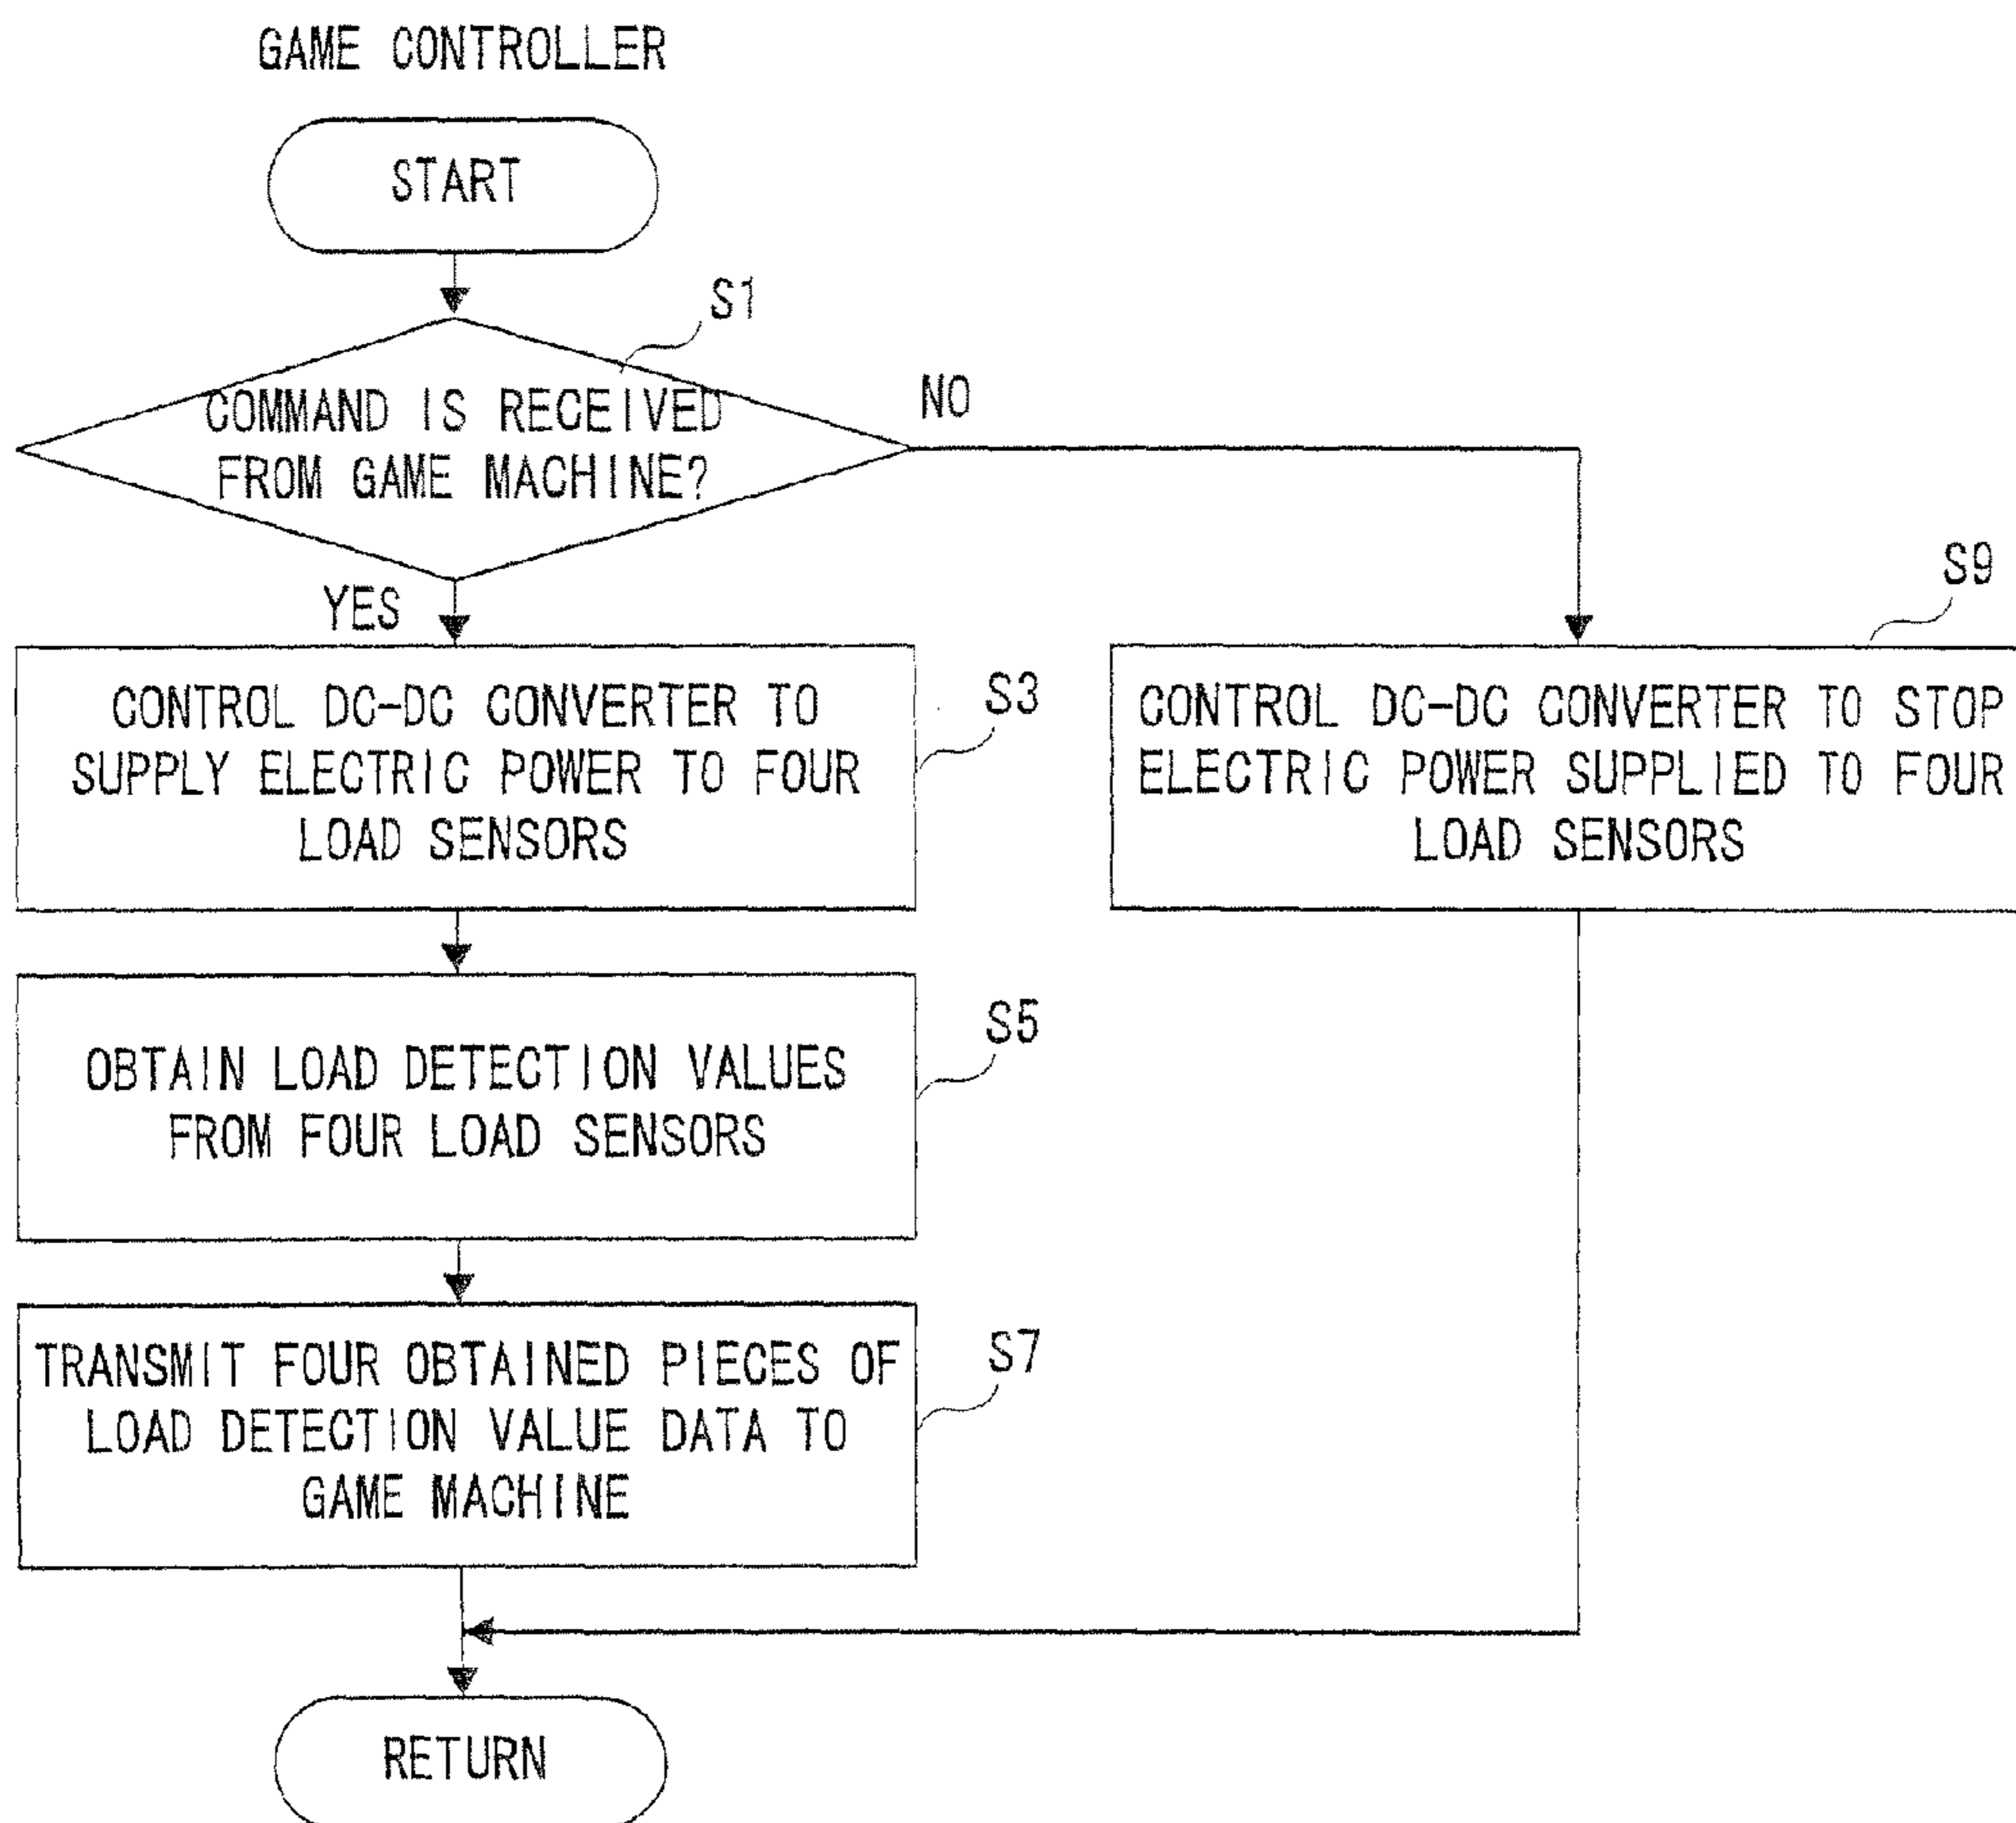 GAME CONTROLLER
START
S1
COMMAND IS RECEIVED
FROM GAME MACHINE?
NO
YES
S3
CONTROL DC-DC CONVERTER TO
SUPPLY ELECTRIC POWER TO FOUR
LOAD SENSORS
S9
CONTROL DC-DC CONVERTER TO STOP
ELECTRIC POWER SUPPLIED TO FOUR
LOAD SENSORS
S5
OBTAIN LOAD DETECTION VALUES
FROM FOUR LOAD SENSORS
S7
TRANSMIT FOUR OBTAINED PIECES OF
LOAD DETECTION VALUE DATA TO
GAME MACHINE
RETURN